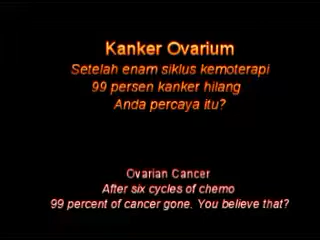 Kanker Ovarium
Setelah enam siklus kemoterapi
99 persen kanker hilang
Anda percaya itu?
Ovarian Cancer
After six cycles of chemo
99 percent of cancer gone. You believe that?